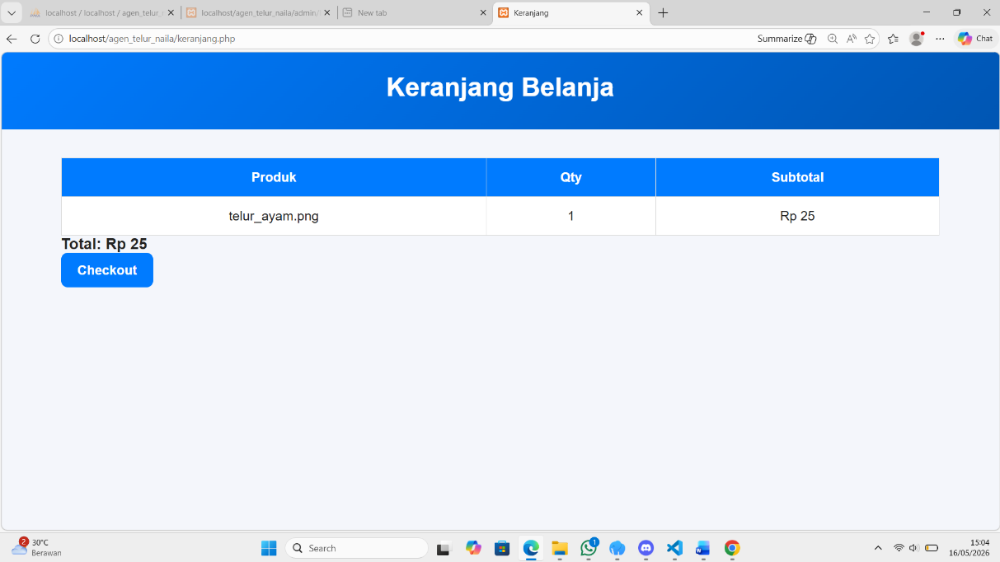 localhost / localhost / agen_telur_
localhost/agen_telur_naila/admin/
New tab
Keranjang
localhost/agen_telur_naila/keranjang.php
Summarize
Chat
Keranjang Belanja
Produk Qty Subtotal
telur_ayam.png 1 Rp 25
Total: Rp 25
Checkout
2
30°C
Berawan
Search
1
15:04
16/05/2026